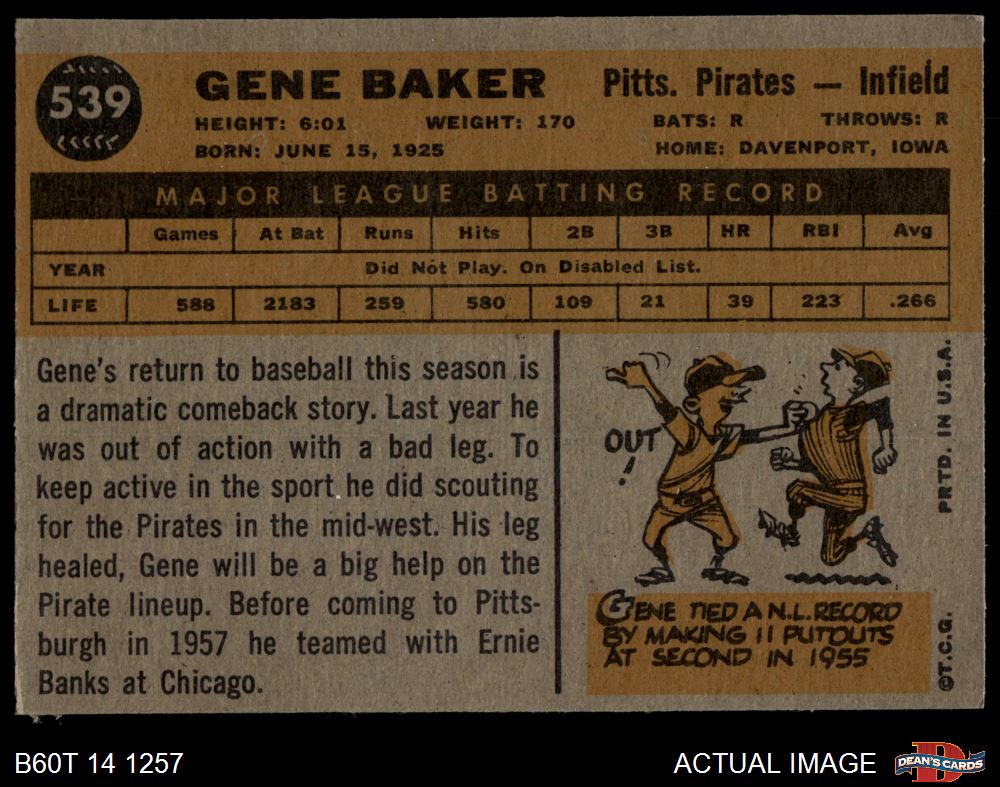 539
GENE BAKER
Pitts. Pirates — Infield
HEIGHT: 6:01 WEIGHT: 170 BATS: R THROWS: R
BORN: JUNE 15, 1925 HOME: DAVENPORT, IOWA
MAJOR LEAGUE BATTING RECORD
Games At Bat Runs Hits 2B 3B HR RBI Avg
YEAR Did Not Play. On Disabled List.
LIFE 588 2183 259 580 109 21 39 223 .266
Gene's return to baseball this season is
a dramatic comeback story. Last year he
was out of action with a bad leg. To
keep active in the sport he did scouting
for the Pirates in the mid-west. His leg
healed, Gene will be a big help on the
Pirate lineup. Before coming to Pitts-
burgh in 1957 he teamed with Ernie
Banks at Chicago.
OUT!
GENE TIED A N.L. RECORD
BY MAKING 11 PUTOUTS
AT SECOND IN 1955
©T.C.G. PRTD. IN U.S.A.
B60T 14 1257
ACTUAL IMAGE
DEAN'S CARDS